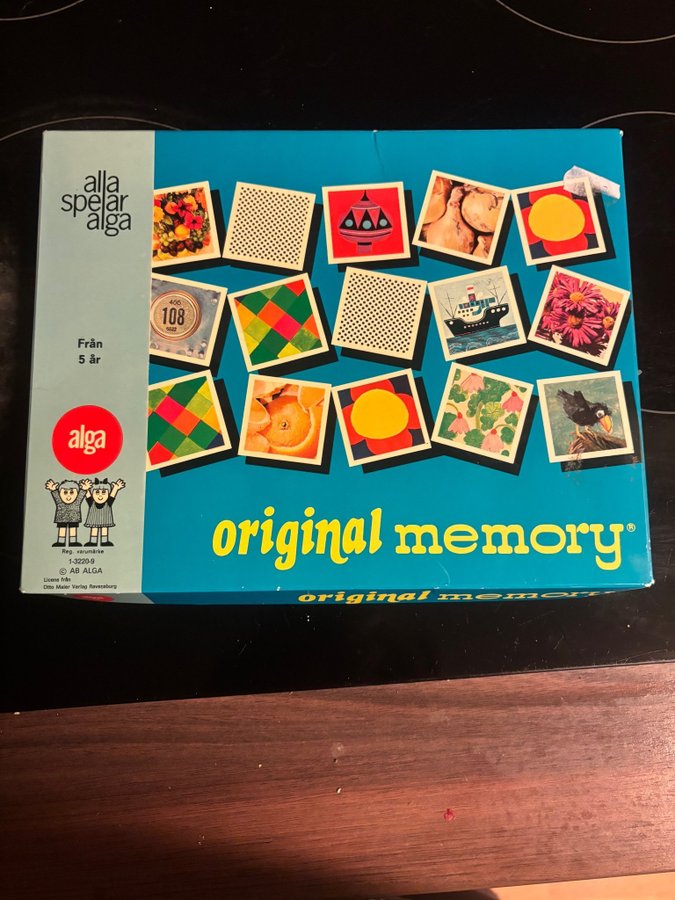 alla
spelar
alga
Från
5 år
alga
Reg. varumärke
1-3220-9
© AB ALGA
Licens från
Otto Maier Verlag Ravensburg
108
original memory®
alga
original memory